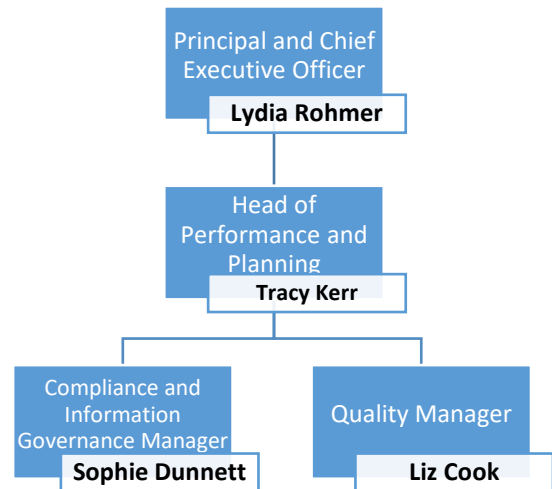 Principal and Chief
Executive Officer
Lydia Rohmer
Head of
Performance and
Planning
Tracy Kerr
Compliance and
Information
Governance Manager
Sophie Dunnett
Quality Manager
Liz Cook